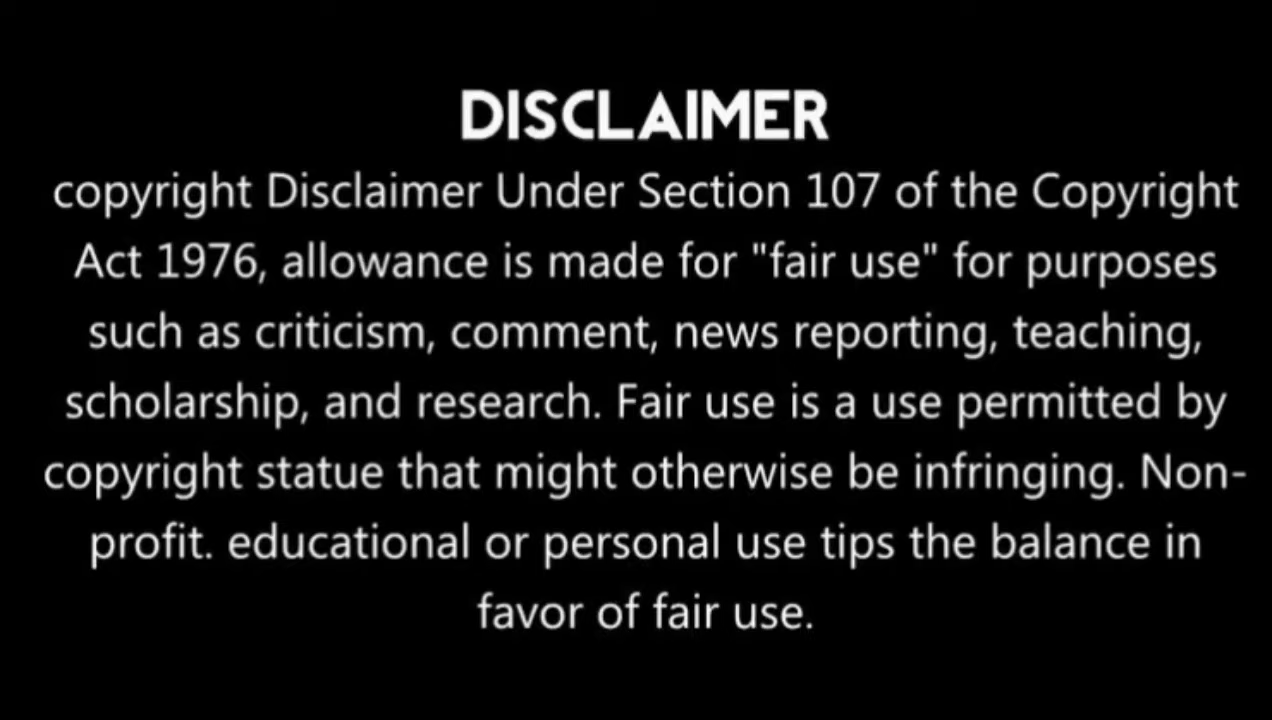 DISCLAIMER
copyright Disclaimer Under Section 107 of the Copyright
Act 1976, allowance is made for "fair use" for purposes
such as criticism, comment, news reporting, teaching,
scholarship, and research. Fair use is a use permitted by
copyright statue that might otherwise be infringing. Non-
profit. educational or personal use tips the balance in
favor of fair use.